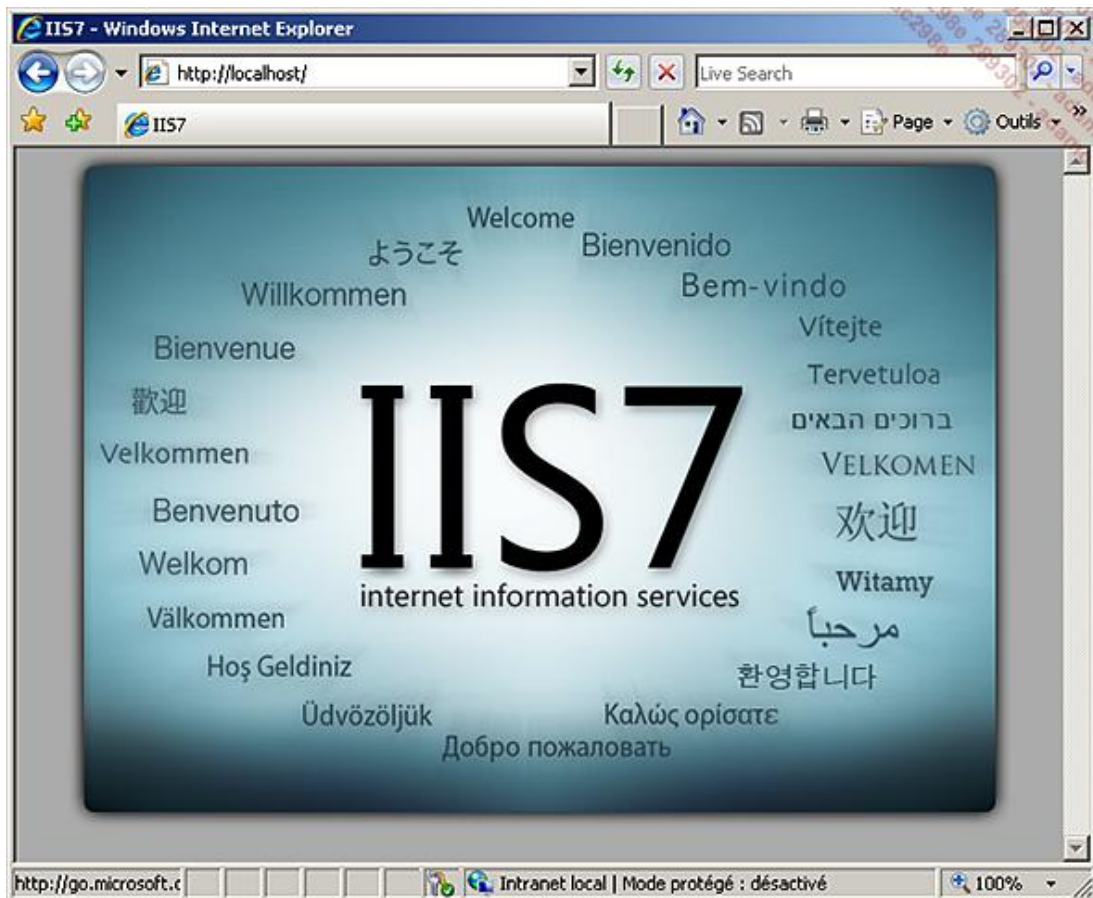 IIS7 - Windows Internet Explorer
http://localhost/
Live Search
IIS7
Page
Outils
Welcome
ようこそ
Bienvenido
Willkommen
Bem-vindo
Vítejte
Bienvenue
Tervetuloa
歡迎
ברוכים הבאים
Velkommen
VELKOMEN
IIS7
Benvenuto
欢迎
Welkom
Witamy
internet information services
Välkommen
مرحباً
Hoş Geldiniz
환영합니다
Üdvözöljük
Καλώς ορίσατε
Добро пожаловать
http://go.microsoft.c
Intranet local | Mode protégé : désactivé
100%